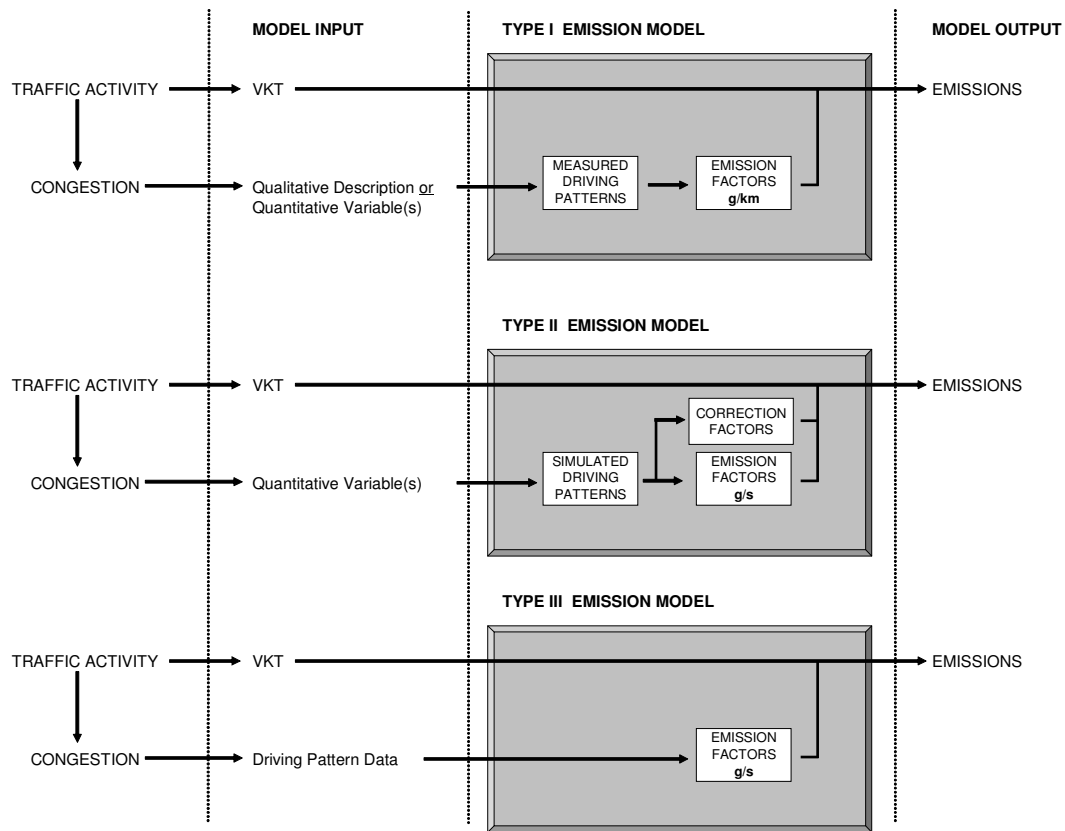 MODEL INPUT
TYPE I EMISSION MODEL
MODEL OUTPUT
TRAFFIC ACTIVITY
VKT
EMISSIONS
CONGESTION
Qualitative Description or
Quantitative Variable(s)
MEASURED
DRIVING
PATTERNS
EMISSION
FACTORS
g/km
TYPE II EMISSION MODEL
TRAFFIC ACTIVITY
VKT
EMISSIONS
CORRECTION
FACTORS
CONGESTION
Quantitative Variable(s)
SIMULATED
DRIVING
PATTERNS
EMISSION
FACTORS
g/s
TYPE III EMISSION MODEL
TRAFFIC ACTIVITY
VKT
EMISSIONS
CONGESTION
Driving Pattern Data
EMISSION
FACTORS
g/s